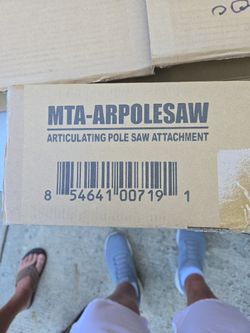 MTA-ARPOLESAW
ARTICULATING POLE SAW ATTACHMENT
8 54641 00719 1